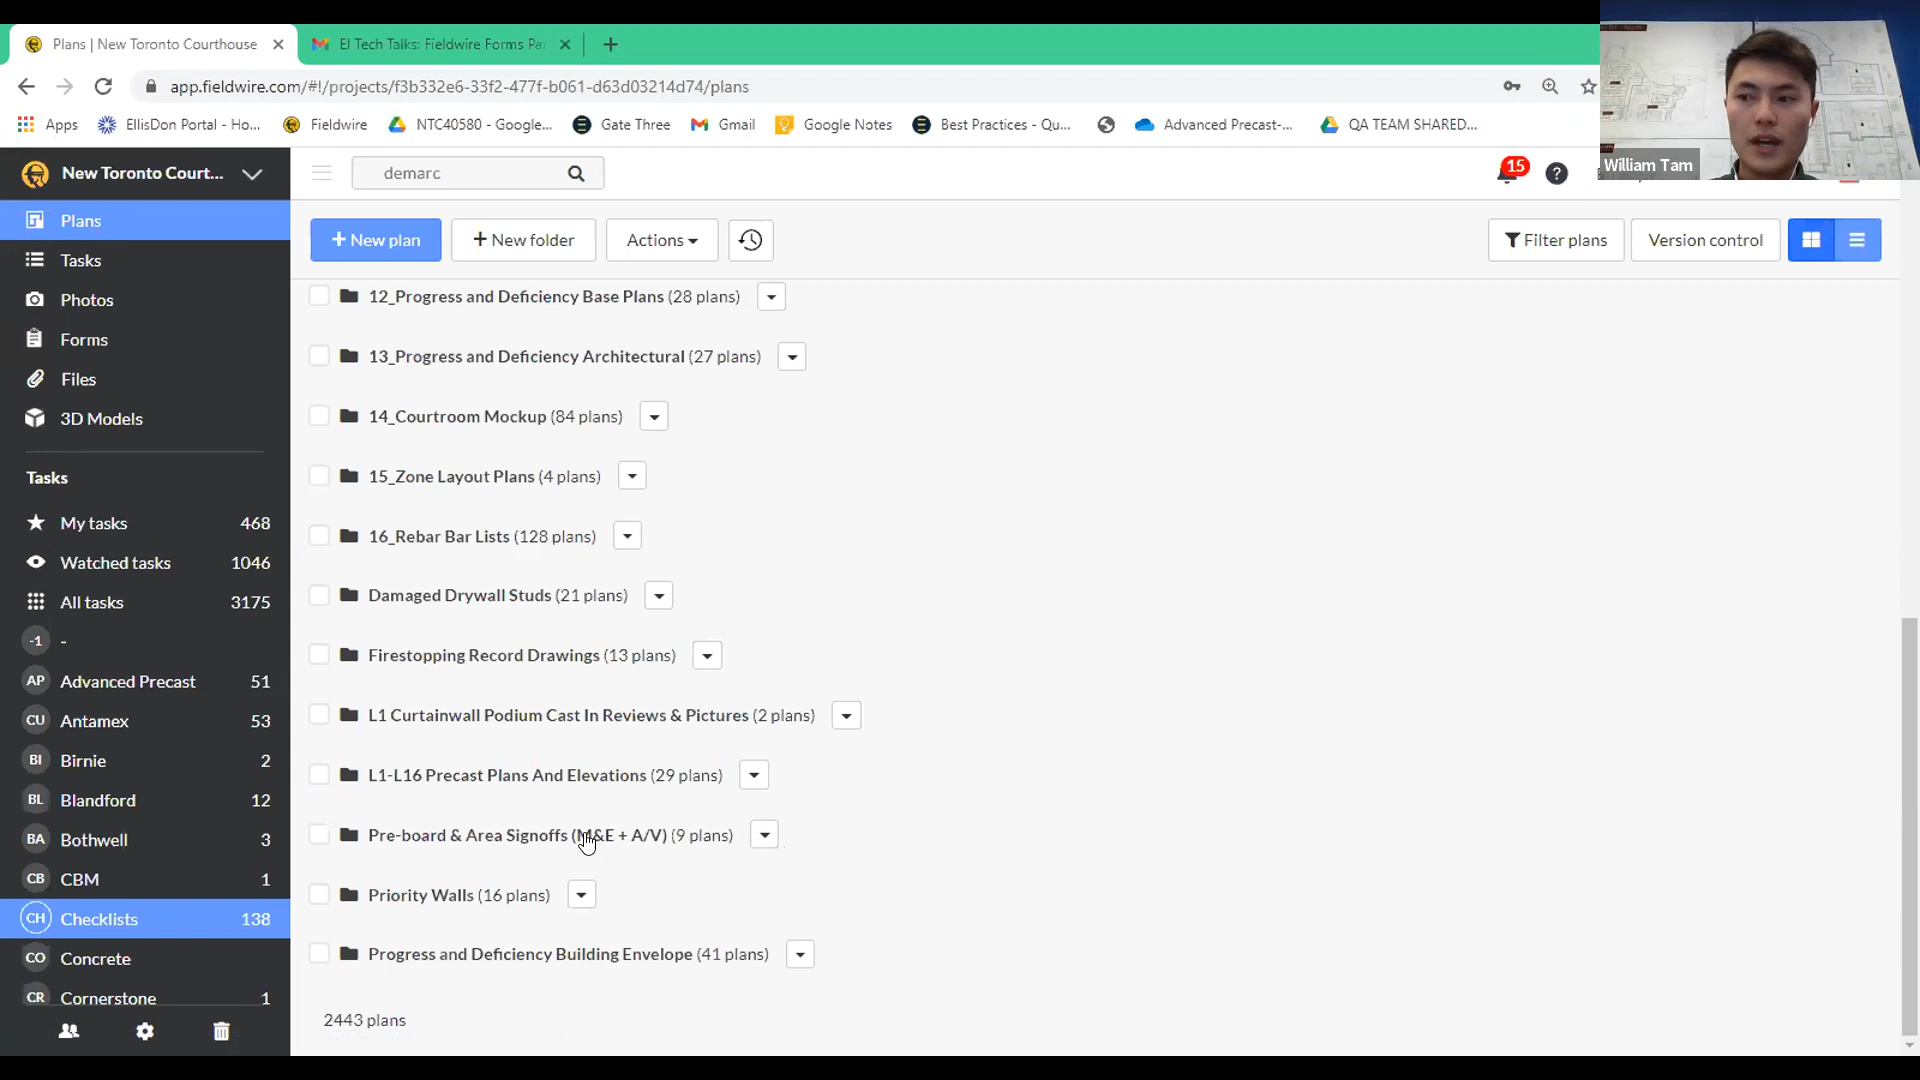 Plans | New Toronto Courthouse
EI Tech Talks: Fieldwire Forms Pa
app.fieldwire.com/#!/projects/f3b332e6-33f2-477f-b061-d63d03214d74/plans
Apps
EllisDon Portal - Ho...
Fieldwire
NTC40580 - Google...
Gate Three
Gmail
Google Notes
Best Practices - Qu...
Advanced Precast-...
QA TEAM SHARED...
William Tam
New Toronto Court...
demarc
15
Plans
Tasks
Photos
Forms
Files
3D Models
Tasks
My tasks 468
Watched tasks 1046
All tasks 3175
-1 -
AP Advanced Precast 51
CU Antamex 53
BI Birnie 2
BL Blandford 12
BA Bothwell 3
CB CBM 1
CH Checklists 138
CO Concrete
CR Cornerstone 1
+ New plan
+ New folder
Actions
Filter plans
Version control
12_Progress and Deficiency Base Plans (28 plans)
13_Progress and Deficiency Architectural (27 plans)
14_Courtroom Mockup (84 plans)
15_Zone Layout Plans (4 plans)
16_Rebar Bar Lists (128 plans)
Damaged Drywall Studs (21 plans)
Firestopping Record Drawings (13 plans)
L1 Curtainwall Podium Cast In Reviews & Pictures (2 plans)
L1-L16 Precast Plans And Elevations (29 plans)
Pre-board & Area Signoffs (M&E + A/V) (9 plans)
Priority Walls (16 plans)
Progress and Deficiency Building Envelope (41 plans)
2443 plans